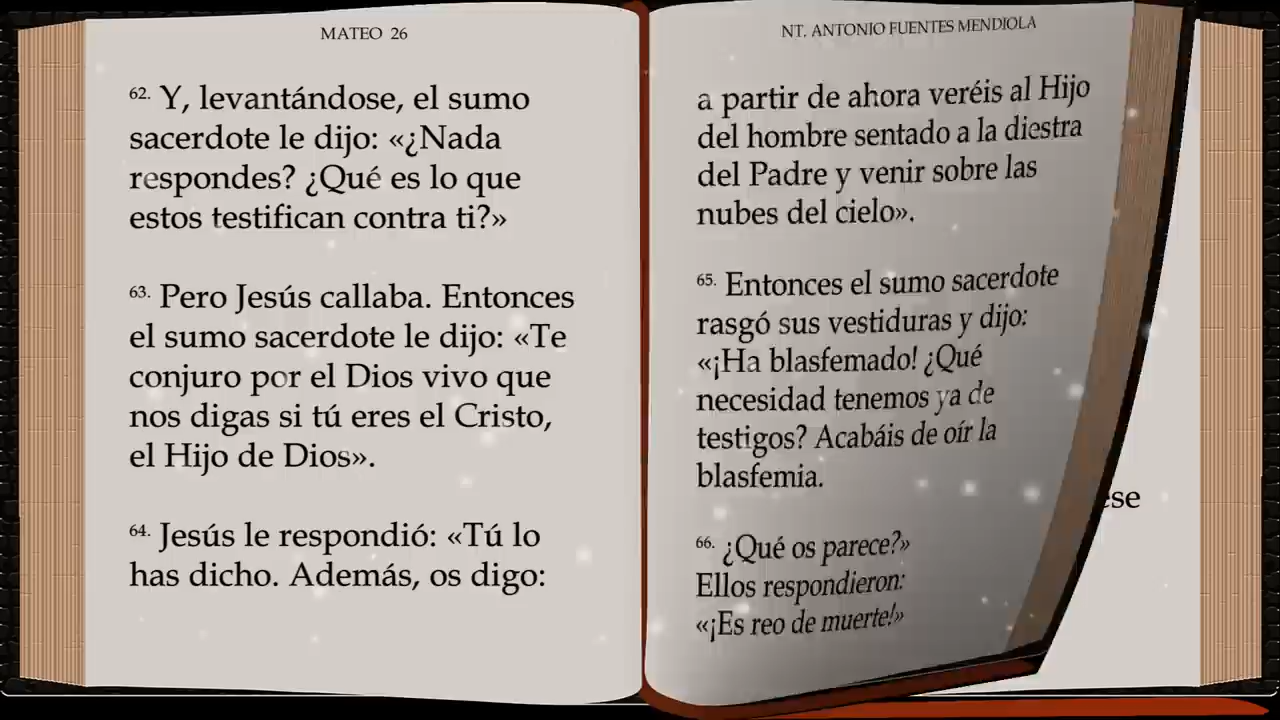 MATEO 26
62. Y, levantándose, el sumo
sacerdote le dijo: «¿Nada
respondes? ¿Qué es lo que
estos testifican contra ti?»
63. Pero Jesús callaba. Entonces
el sumo sacerdote le dijo: «Te
conjuro por el Dios vivo que
nos digas si tú eres el Cristo,
el Hijo de Dios».
64. Jesús le respondió: «Tú lo
has dicho. Además, os digo:
NT. ANTONIO FUENTES MENDIOLA
a partir de ahora veréis al Hijo
del hombre sentado a la diestra
del Padre y venir sobre las
nubes del cielo».
65. Entonces el sumo sacerdote
rasgó sus vestiduras y dijo:
«¡Ha blasfemado! ¿Qué
necesidad tenemos ya de
testigos? Acabáis de oír la
blasfemia.
66. ¿Qué os parece?»
Ellos respondieron:
«¡Es reo de muerte!»